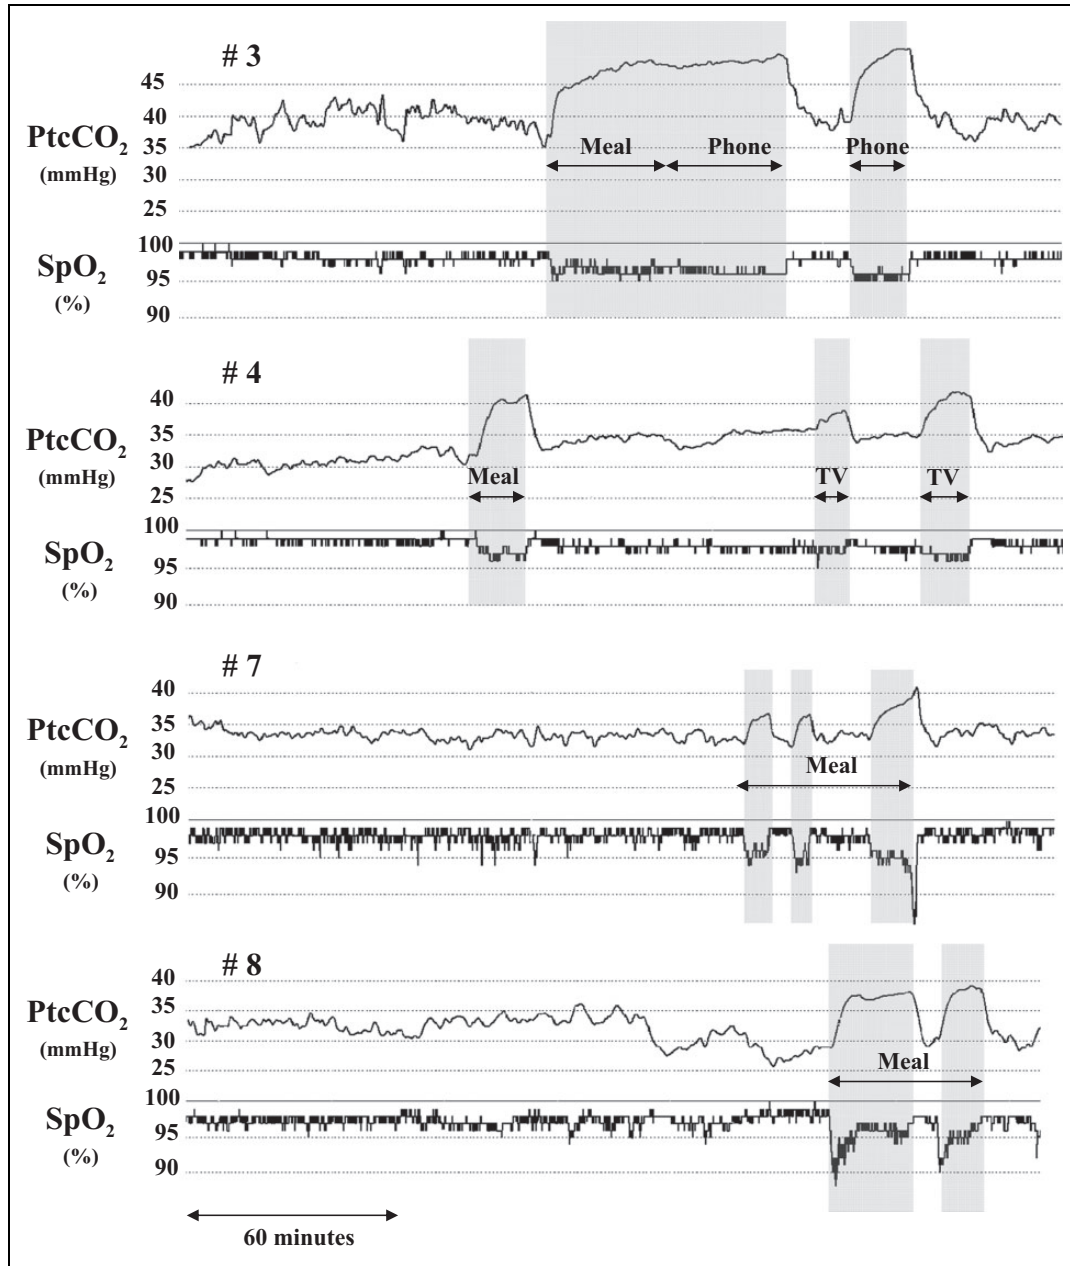 # 3
45
40
35
30
25
PtcCO2
(mmHg)
Meal
Phone
Phone
100
95
90
SpO2
(%)
# 4
40
35
30
25
PtcCO2
(mmHg)
Meal
TV
TV
100
95
90
SpO2
(%)
# 7
40
35
30
25
PtcCO2
(mmHg)
Meal
100
95
90
SpO2
(%)
# 8
40
35
30
25
PtcCO2
(mmHg)
Meal
100
95
90
SpO2
(%)
60 minutes